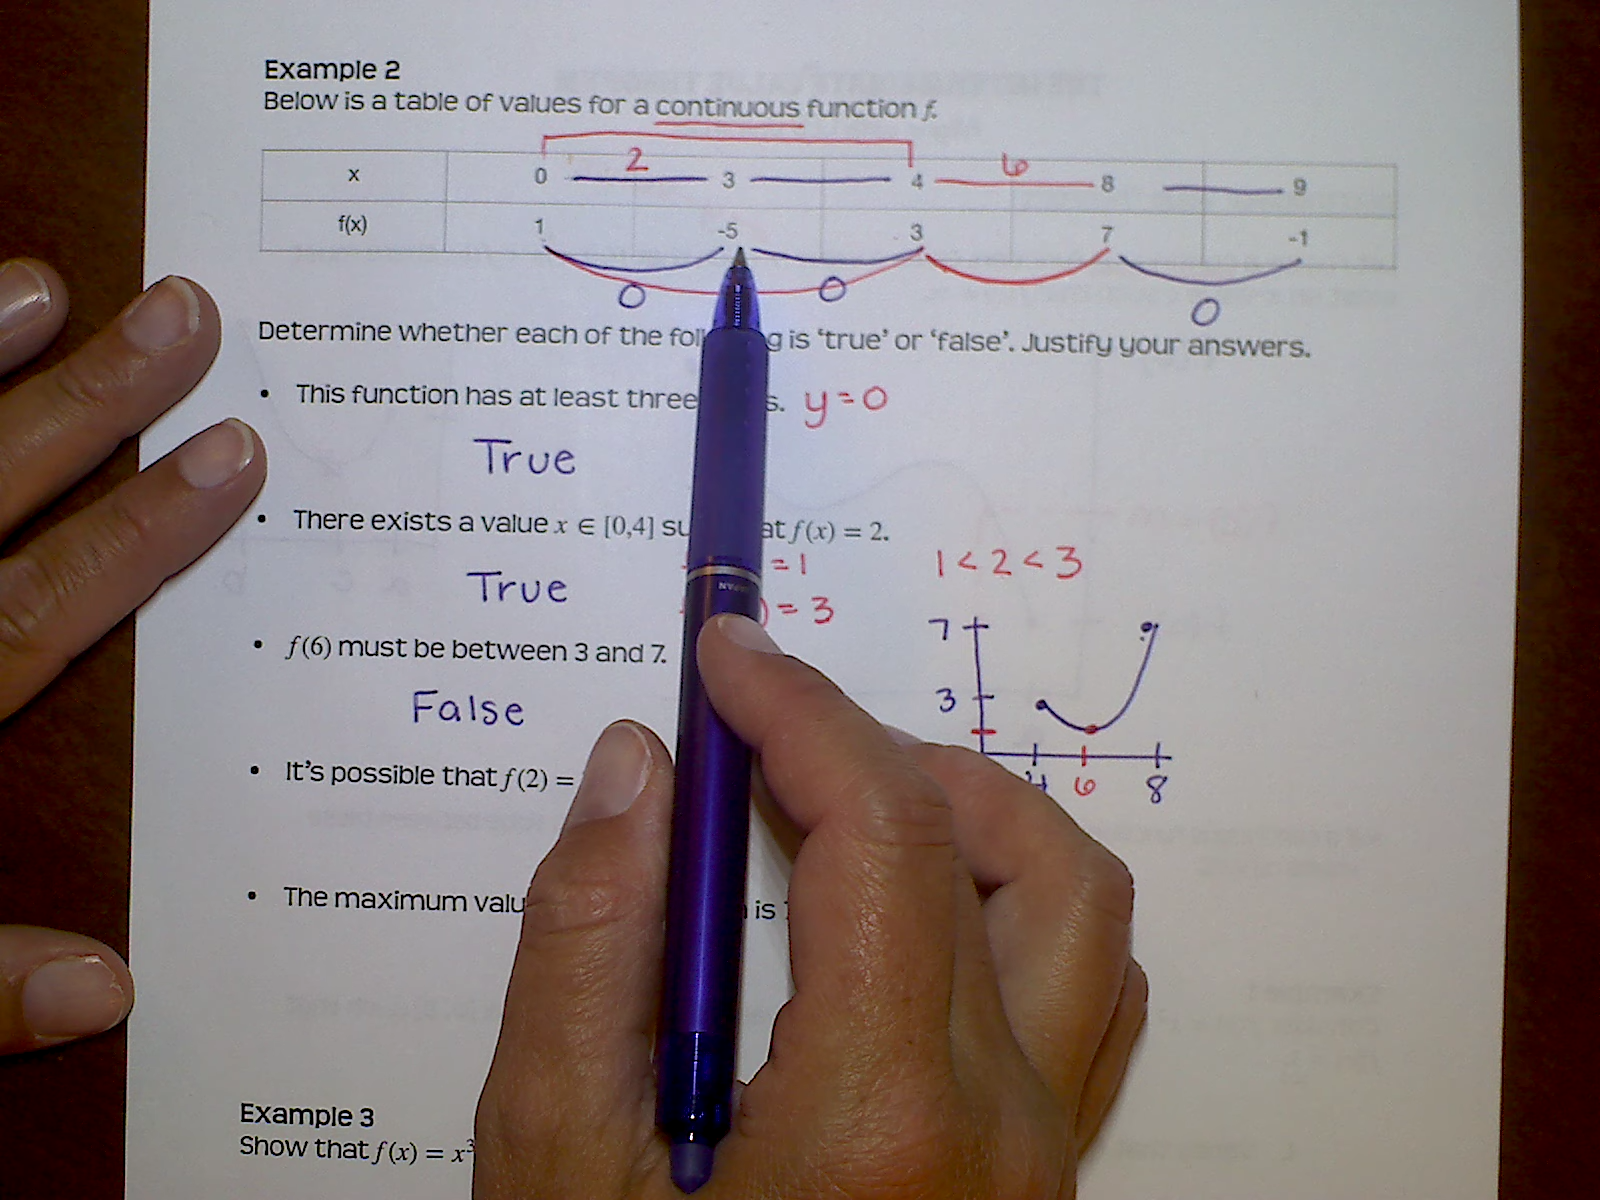 Example 2
Below is a table of values for a continuous function f.
2 6
x 0 3 4 8 9
f(x) 1 -5 3 7 -1
0 0 0
Determine whether each of the fol g is ‘true’ or ‘false’. Justify your answers.
• This function has at least three s. y = 0
True
• There exists a value x ∈ [0,4] su at f(x) = 2.
= 1 1 < 2 < 3
True
) = 3
7
• f(6) must be between 3 and 7.
3
False
• It's possible that f(2) =
4 6 8
• The maximum valu is
Example 3
Show that f(x) = x³